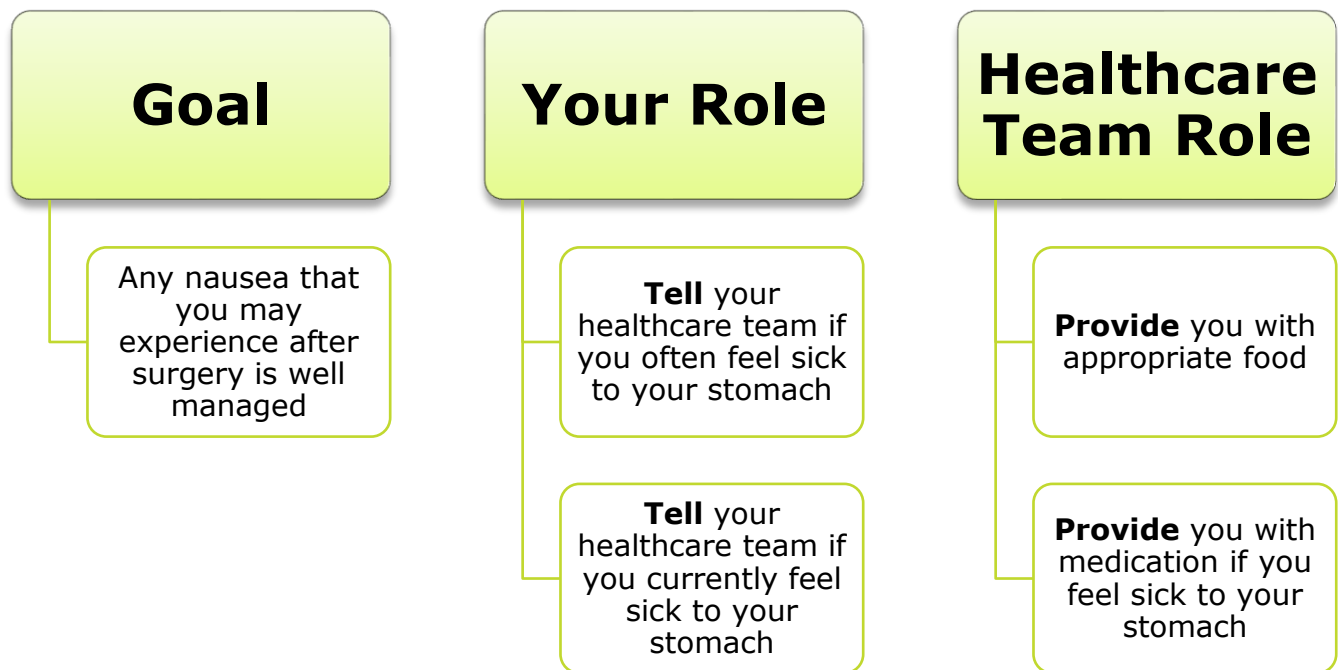 Goal
Any nausea that
you may
experience after
surgery is well
managed
Your Role
Tell your
healthcare team if
you often feel sick
to your stomach
Tell your
healthcare team if
you currently feel
sick to your
stomach
Healthcare
Team Role
Provide you with
appropriate food
Provide you with
medication if you
feel sick to your
stomach